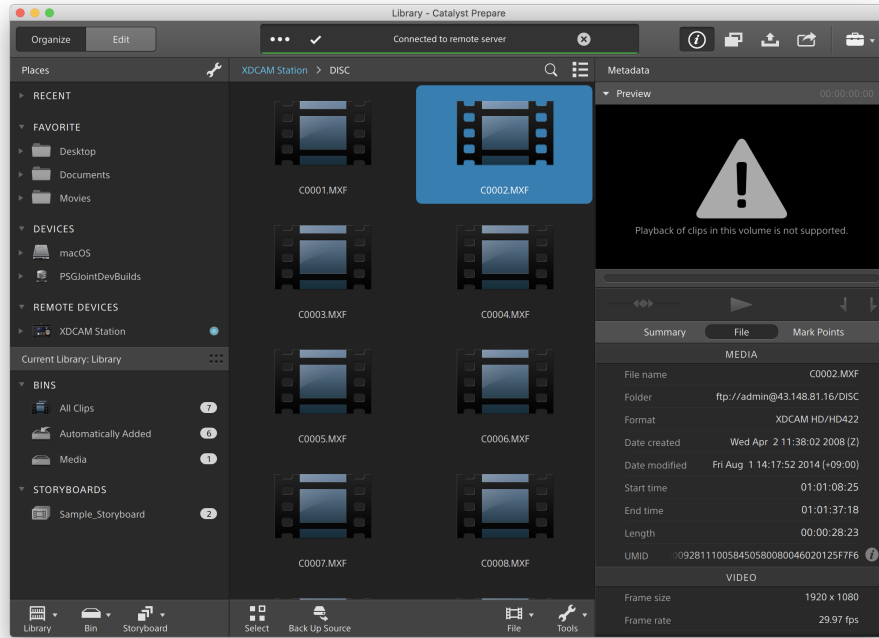 Library - Catalyst Prepare
Organize Edit
Connected to remote server
Places
XDCAM Station > DISC
Metadata
RECENT
FAVORITE
Desktop
Documents
Movies
DEVICES
macOS
PSGJointDevBuilds
REMOTE DEVICES
XDCAM Station
Current Library: Library
BINS
All Clips 7
Automatically Added 6
Media 1
STORYBOARDS
Sample_Storyboard 2
C0001.MXF
C0002.MXF
C0003.MXF
C0004.MXF
C0005.MXF
C0006.MXF
C0007.MXF
C0008.MXF
Preview 00:00:00:00
Playback of clips in this volume is not supported.
Summary File Mark Points
MEDIA
File name C0002.MXF
Folder ftp://admin@43.148.81.16/DISC
Format XDCAM HD/HD422
Date created Wed Apr 2 11:38:02 2008 (Z)
Date modified Fri Aug 1 14:17:52 2014 (+09:00)
Start time 01:01:08:25
End time 01:01:37:18
Length 00:00:28:23
UMID 0092811100584505800800460201​25F7F6
VIDEO
Frame size 1920 x 1080
Frame rate 29.97 fps
Library Bin Storyboard
Select Back Up Source
File Tools